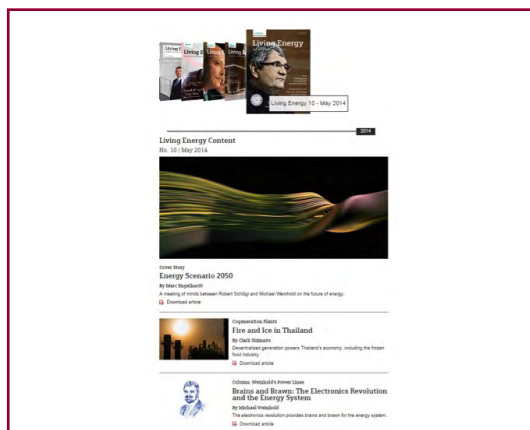 Living Energy
Living Energy 10 - May 2014
2014
Living Energy Content
No. 10 | May 2014
Cover Story
Energy Scenario 2050
By Marc Engelhardt
A meeting of minds between Robert Schlögl and Michael Weinhold on the future of energy.
Download article
Cogeneration Plants
Fire and Ice in Thailand
Decentralized generation powers Thailand's economy, including the frozen
food industry.
Download article
Column: Weinhold's Power Lines
Brains and Brawn: The Electronics Revolution
and the Energy System
By Michael Weinhold
The electronics revolution provides brains and brawn for the energy system.
Download article